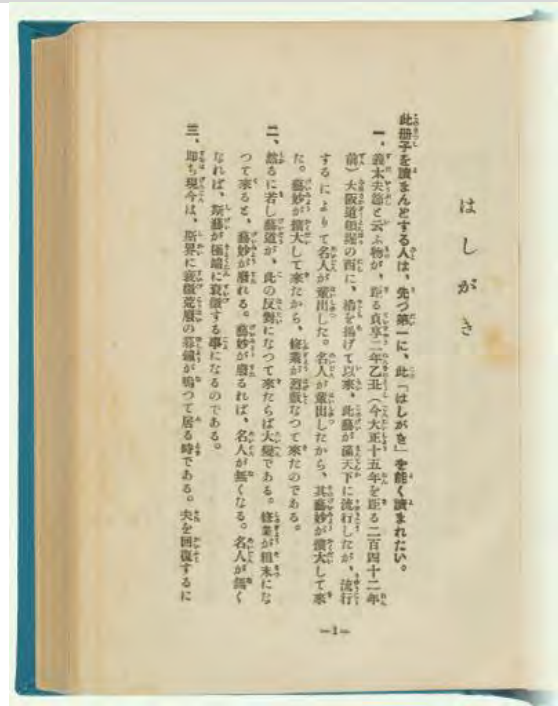 はしがき
此册子を讀まんとする人は、先づ第一に、此「はしがき」を能く讀まれたい。
一、義太夫節と云ふ物が、距る貞享二年乙丑（今大正十五年を距る二百四十二年
前）大阪道頓堀の西に、櫓を揚げて以來、此藝が滿天下に流行したが、流行
するによりて名人が輩出した。名人が輩出したから、其藝妙が擴大して來
た。藝妙が擴大して來たから、修業が烈敷なつて來たのである。
二、然るに若し藝道が、此の反對になつて來たらば大變である。修業が粗末にな
つて來ると、藝妙が廢れる。藝妙が廢るれば、名人が無くなる。名人が無く
なれば、斯藝が極端に衰頽する事になるのである。
三、卽ち現今は、斯界に衰頽荒廢の暮鐘が鳴つて居る時である。夫を回復するに
—1—